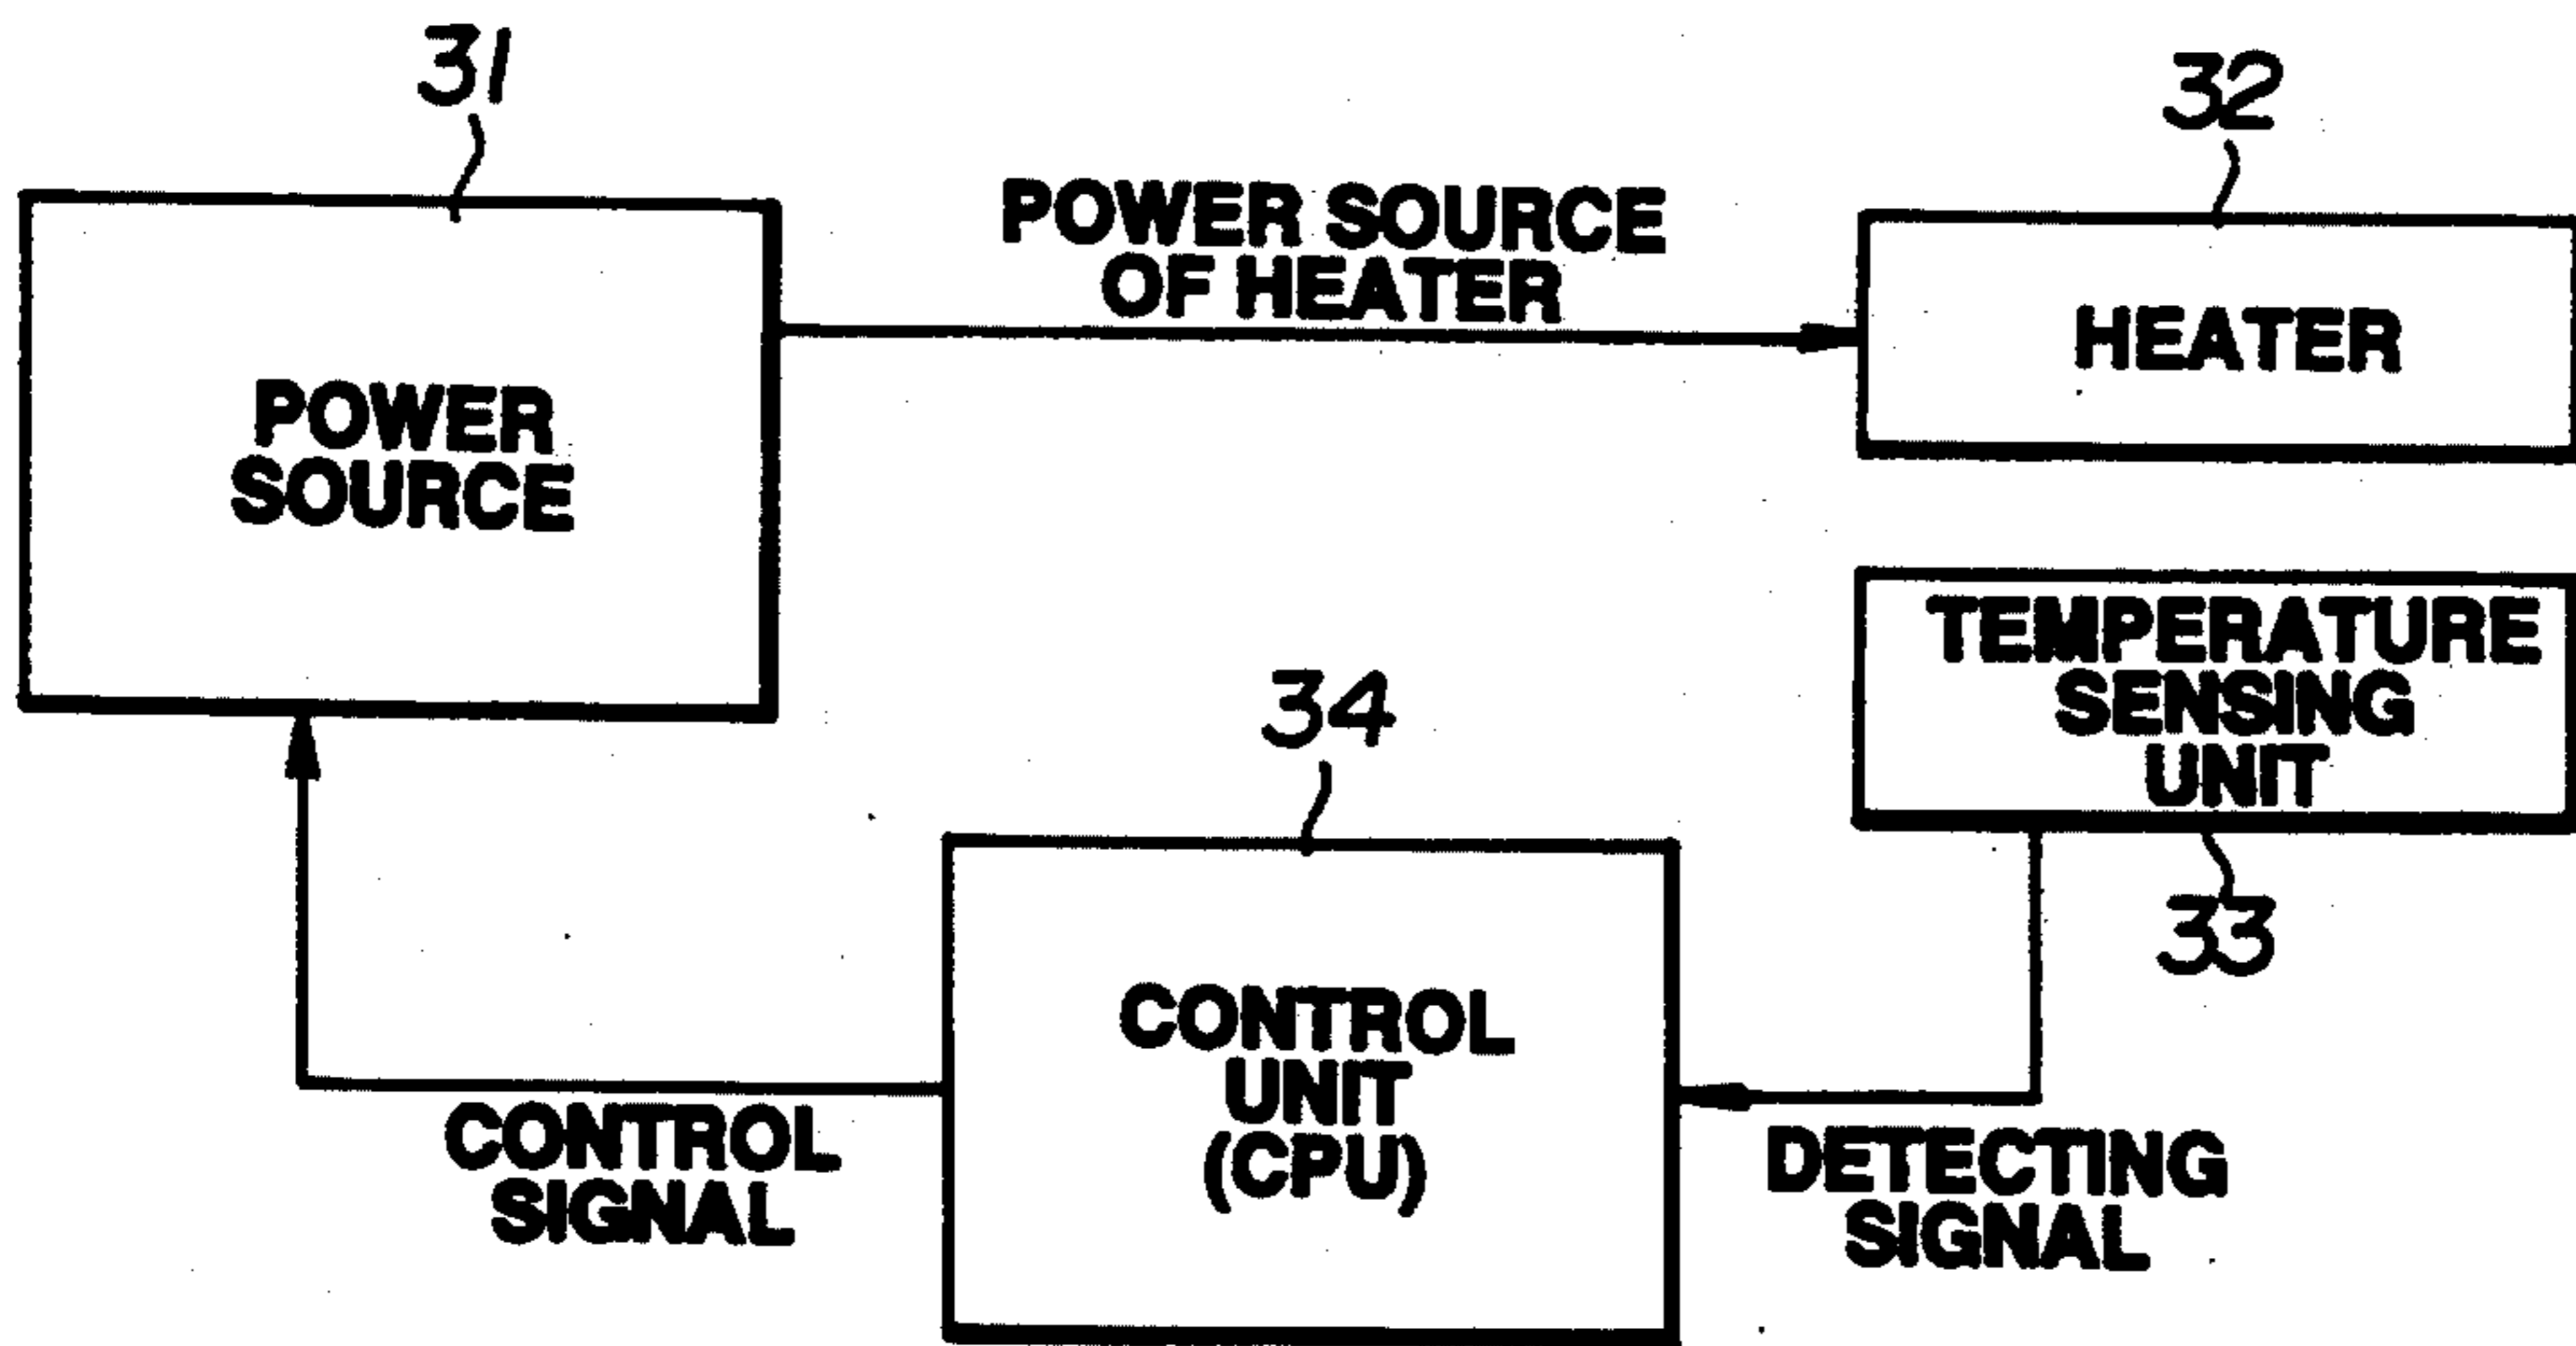 31
32
POWER SOURCE
OF HEATER
HEATER
POWER
SOURCE
TEMPERATURE
SENSING
UNIT
34
33
CONTROL
UNIT
(CPU)
CONTROL
SIGNAL
DETECTING
SIGNAL